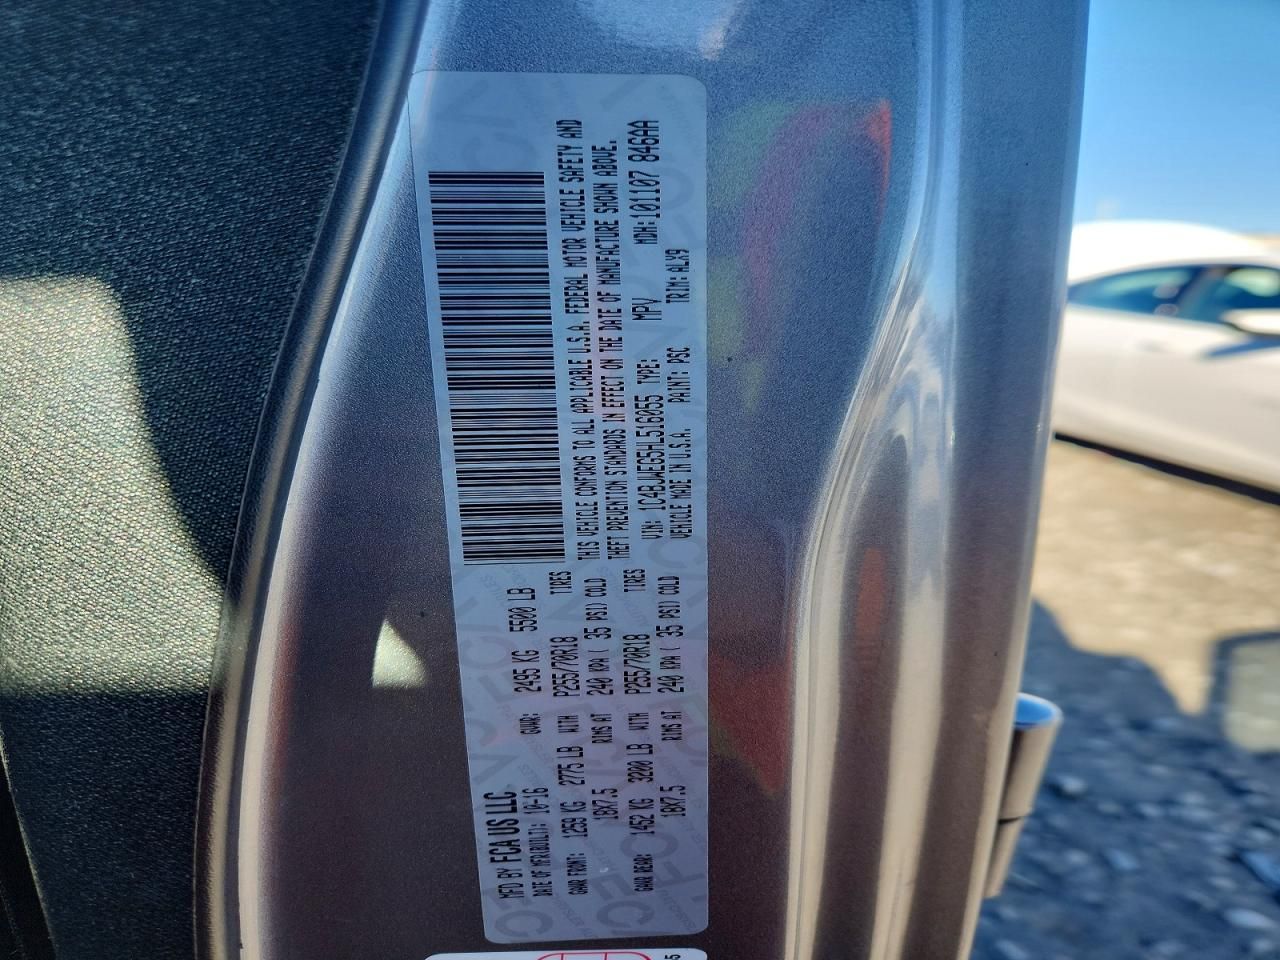 MFD BY FCA US LLC
DATE OF MFR/BUILT: 10-16 GVWR: 2495 KG 5500 LB
GAWR FRONT: 1259 KG 2775 LB WITH P255/70R18 TIRES
18X7.5 RIMS AT 240 KPA ( 35 PSI) COLD
GAWR REAR: 1452 KG 3200 LB WITH P255/70R18 TIRES
18X7.5 RIMS AT 240 KPA ( 35 PSI) COLD
THIS VEHICLE CONFORMS TO ALL APPLICABLE U.S.A. FEDERAL MOTOR VEHICLE SAFETY AND
THEFT PREVENTION STANDARDS IN EFFECT ON THE DATE OF MANUFACTURE SHOWN ABOVE.
VIN: 1C4BJWEG5HL516055 TYPE: MPV MDH:101107 846AA
VEHICLE MADE IN U.S.A. PAINT: PSC TRIM:ALX9